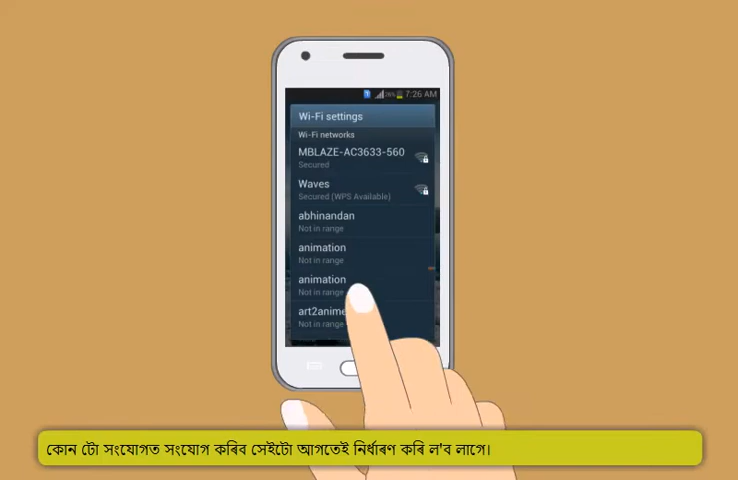 26% 7:26 AM
Wi-Fi settings
Wi-Fi networks
MBLAZE-AC3633-560
Secured
Waves
Secured (WPS Available)
abhinandan
Not in range
animation
Not in range
animation
Not in range
art2anime
Not in range
কোন টো সংযোগত সংযোগ কৰিব সেইটো আগতেই নিৰ্ধাৰণ কৰি ল'ব লাগে।